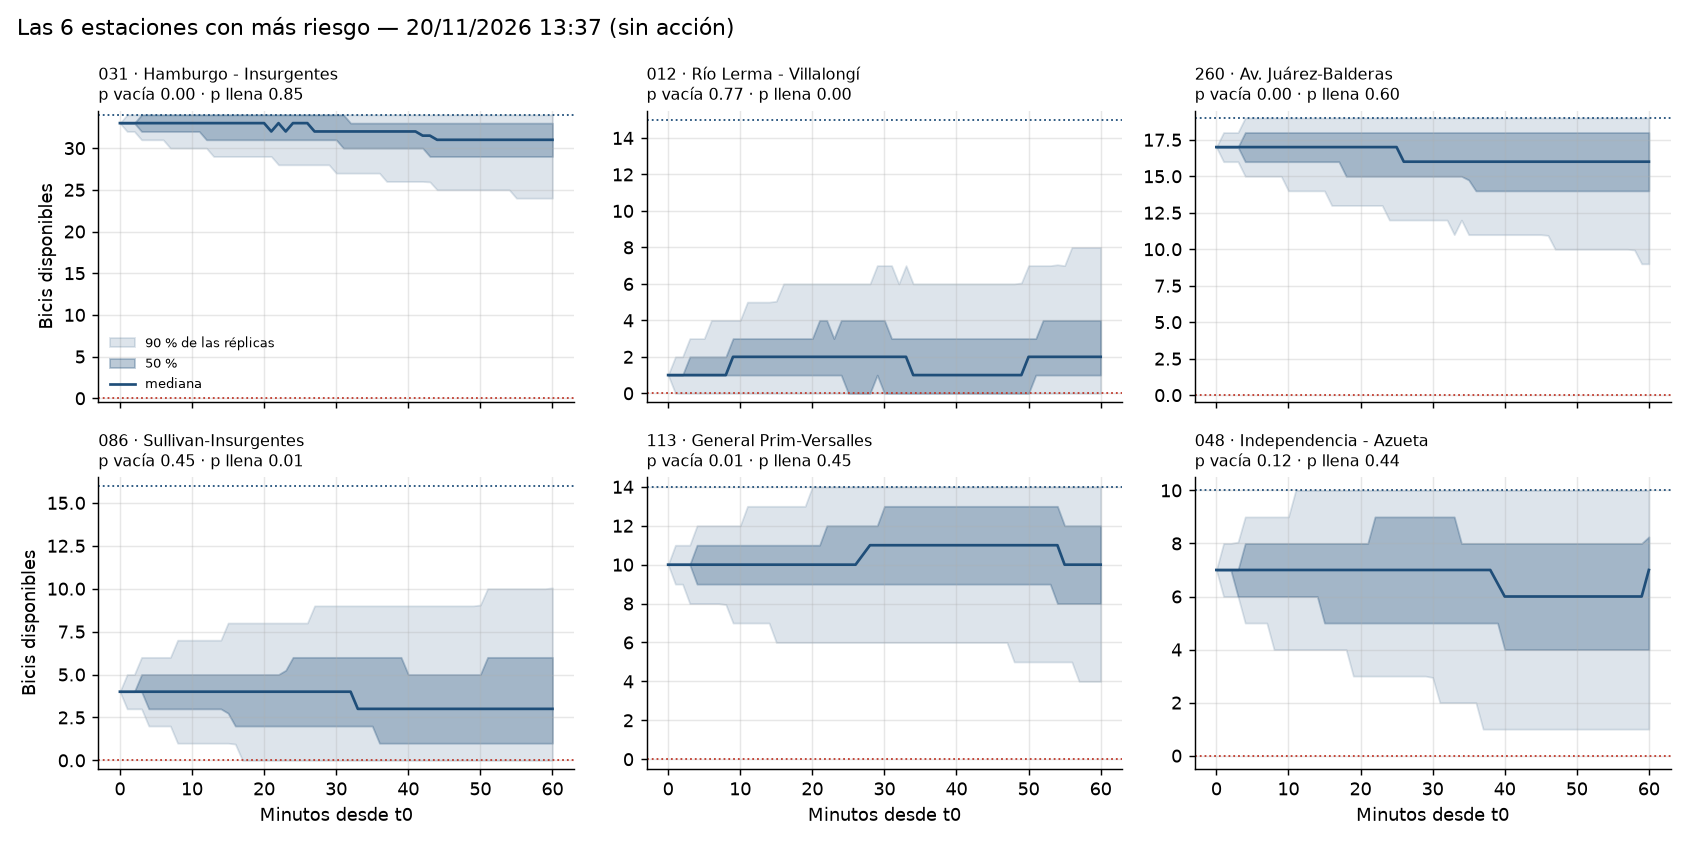 Las 6 estaciones con más riesgo — 20/11/2026 13:37 (sin acción)
031 · Hamburgo - Insurgentes
p vacía 0.00 · p llena 0.85
Bicis disponibles
30
25
20
15
10
5
0
90 % de las réplicas
50 %
mediana
012 · Río Lerma - Villalongí
p vacía 0.77 · p llena 0.00
14
12
10
8
6
4
2
0
260 · Av. Juárez-Balderas
p vacía 0.00 · p llena 0.60
17.5
15.0
12.5
10.0
7.5
5.0
2.5
0.0
086 · Sullivan-Insurgentes
p vacía 0.45 · p llena 0.01
Bicis disponibles
15.0
12.5
10.0
7.5
5.0
2.5
0.0
0 10 20 30 40 50 60
Minutos desde t0
113 · General Prim-Versalles
p vacía 0.01 · p llena 0.45
14
12
10
8
6
4
2
0
0 10 20 30 40 50 60
Minutos desde t0
048 · Independencia - Azueta
p vacía 0.12 · p llena 0.44
10
8
6
4
2
0
0 10 20 30 40 50 60
Minutos desde t0